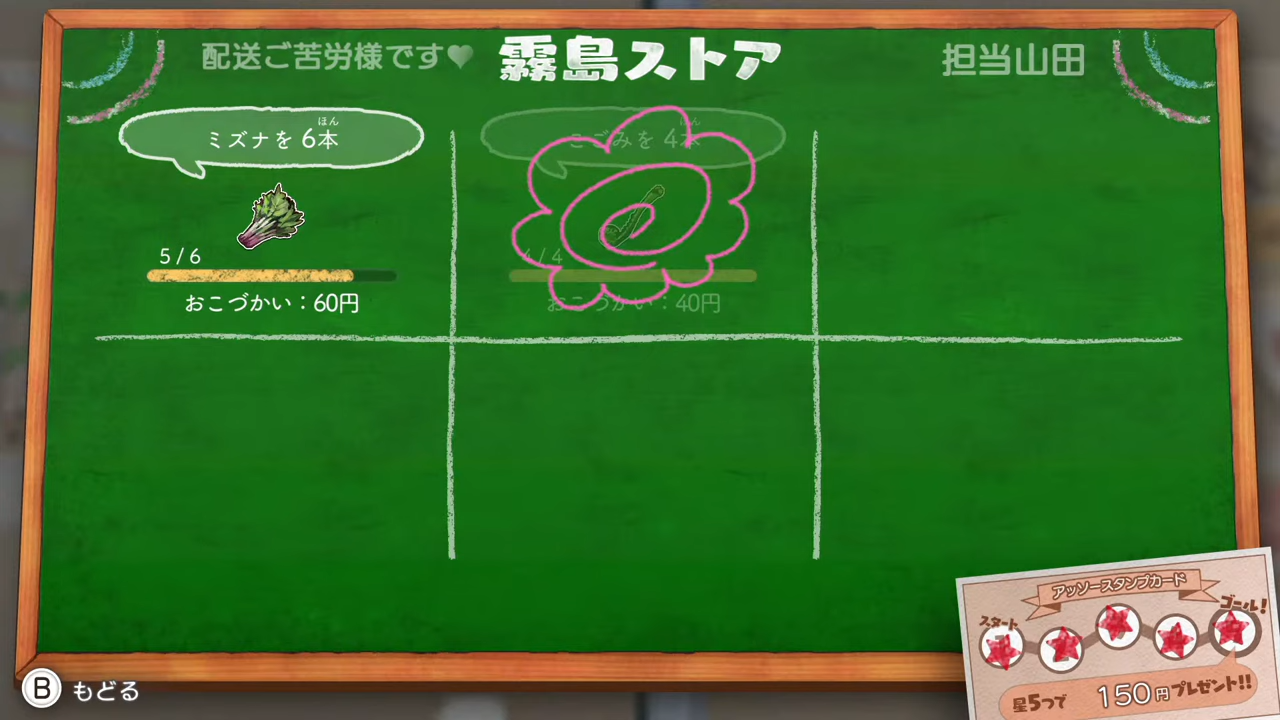 配送ご苦労様です♥
霧島ストア
担当山田
ほん
ミズナを 6本
5/6
おこづかい：60円
ほん
こごみを 4本
4/4
おこづかい：40円
アッソースタンプカード
スタート
ゴール!
星5つで 150円プレゼント!!
B もどる